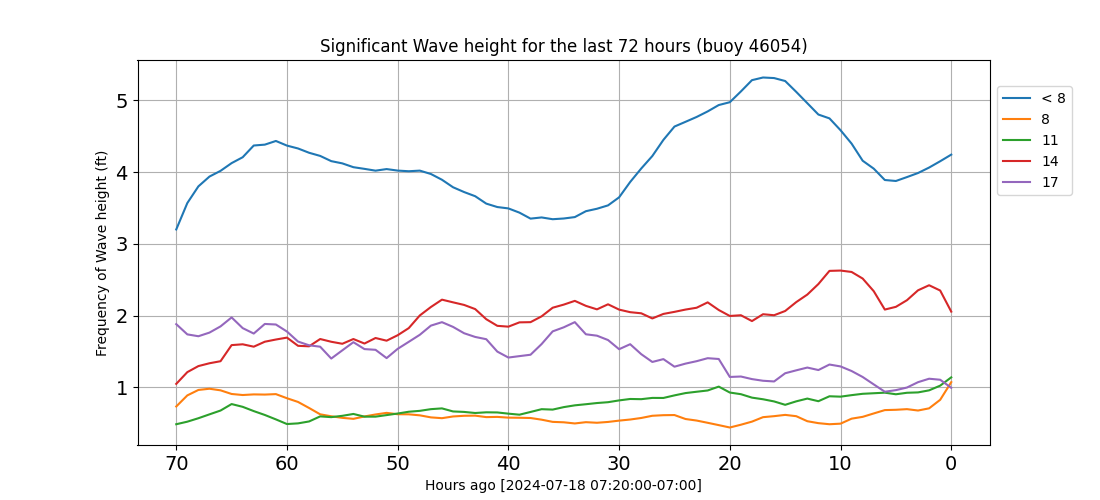 Significant Wave height for the last 72 hours (buoy 46054)
Frequency of Wave height (ft)
5
4
3
2
1
70 60 50 40 30 20 10 0
Hours ago [2024-07-18 07:20:00-07:00]
< 8
8
11
14
17